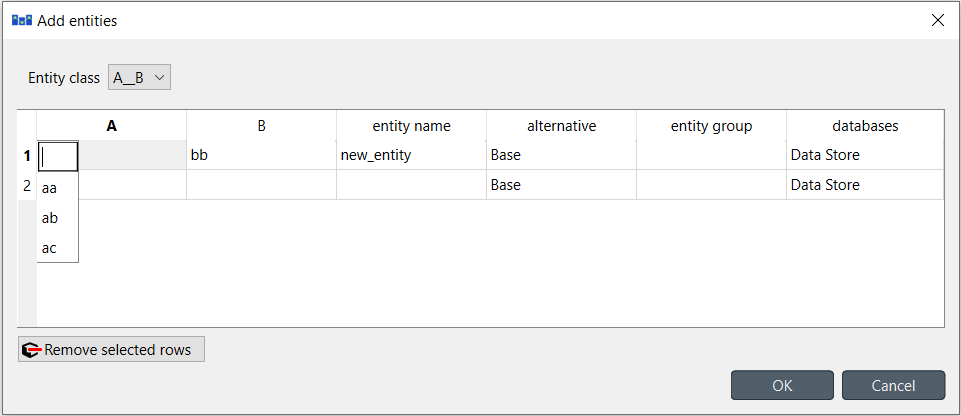 Add entities
Entity class A__B
A B entity name alternative entity group databases
1 bb new_entity Base Data Store
2 Base Data Store
aa
ab
ac
Remove selected rows
OK Cancel